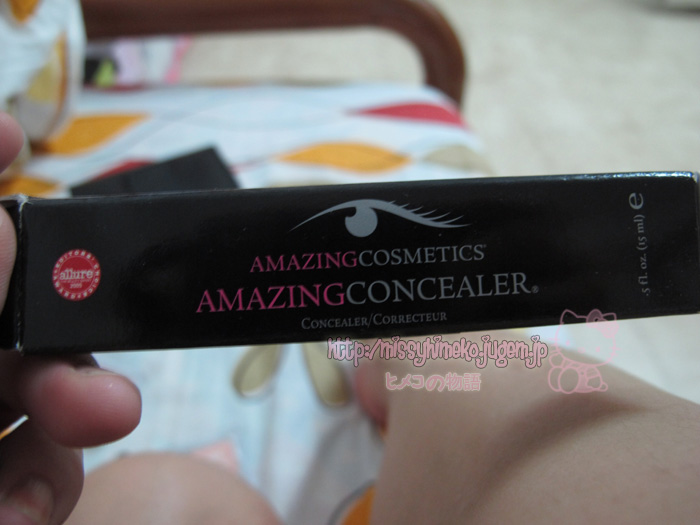 allure
AMAZINGCOSMETICS
AMAZINGCONCEALER®
CONCEALER/CORRECTEUR
.5 fl. oz. (15 ml) e
http://missyhimeko.jugem.jp
ヒメコの物語